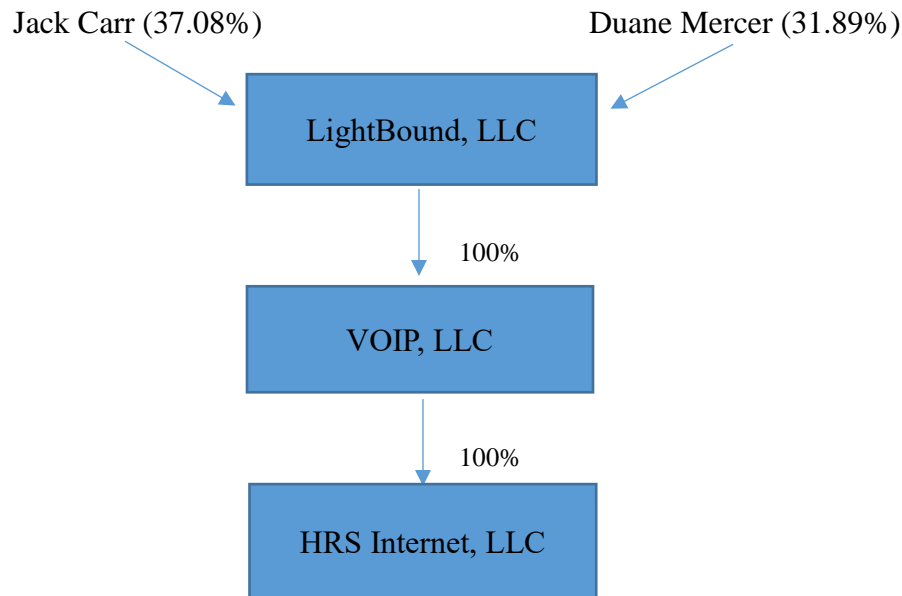 Jack Carr (37.08%)
Duane Mercer (31.89%)
LightBound, LLC
100%
VOIP, LLC
100%
HRS Internet, LLC